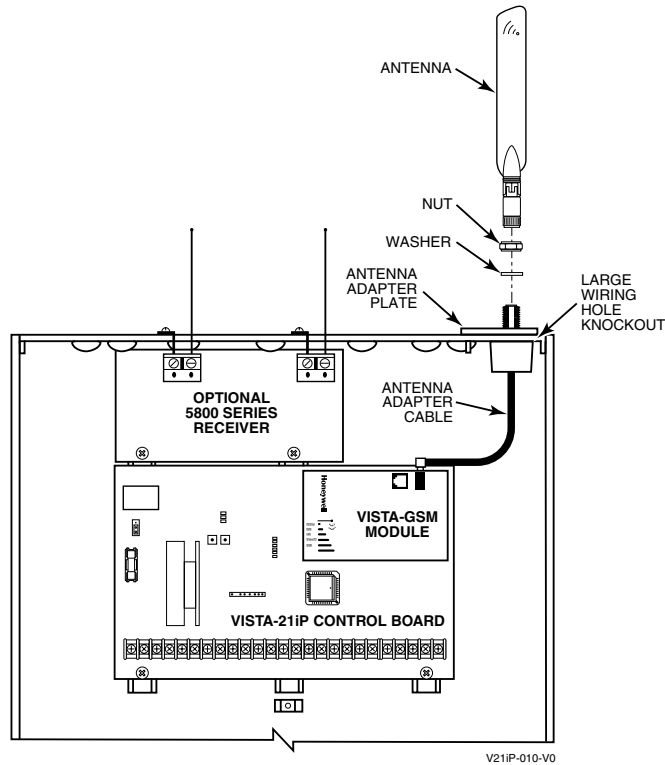 ANTENNA
NUT
WASHER
ANTENNA
ADAPTER
PLATE
LARGE
WIRING
HOLE
KNOCKOUT
OPTIONAL
5800 SERIES
RECEIVER
ANTENNA
ADAPTER
CABLE
Honeywell
VISTA-GSM
MODULE
VISTA-21iP CONTROL BOARD
V21iP-010-V0